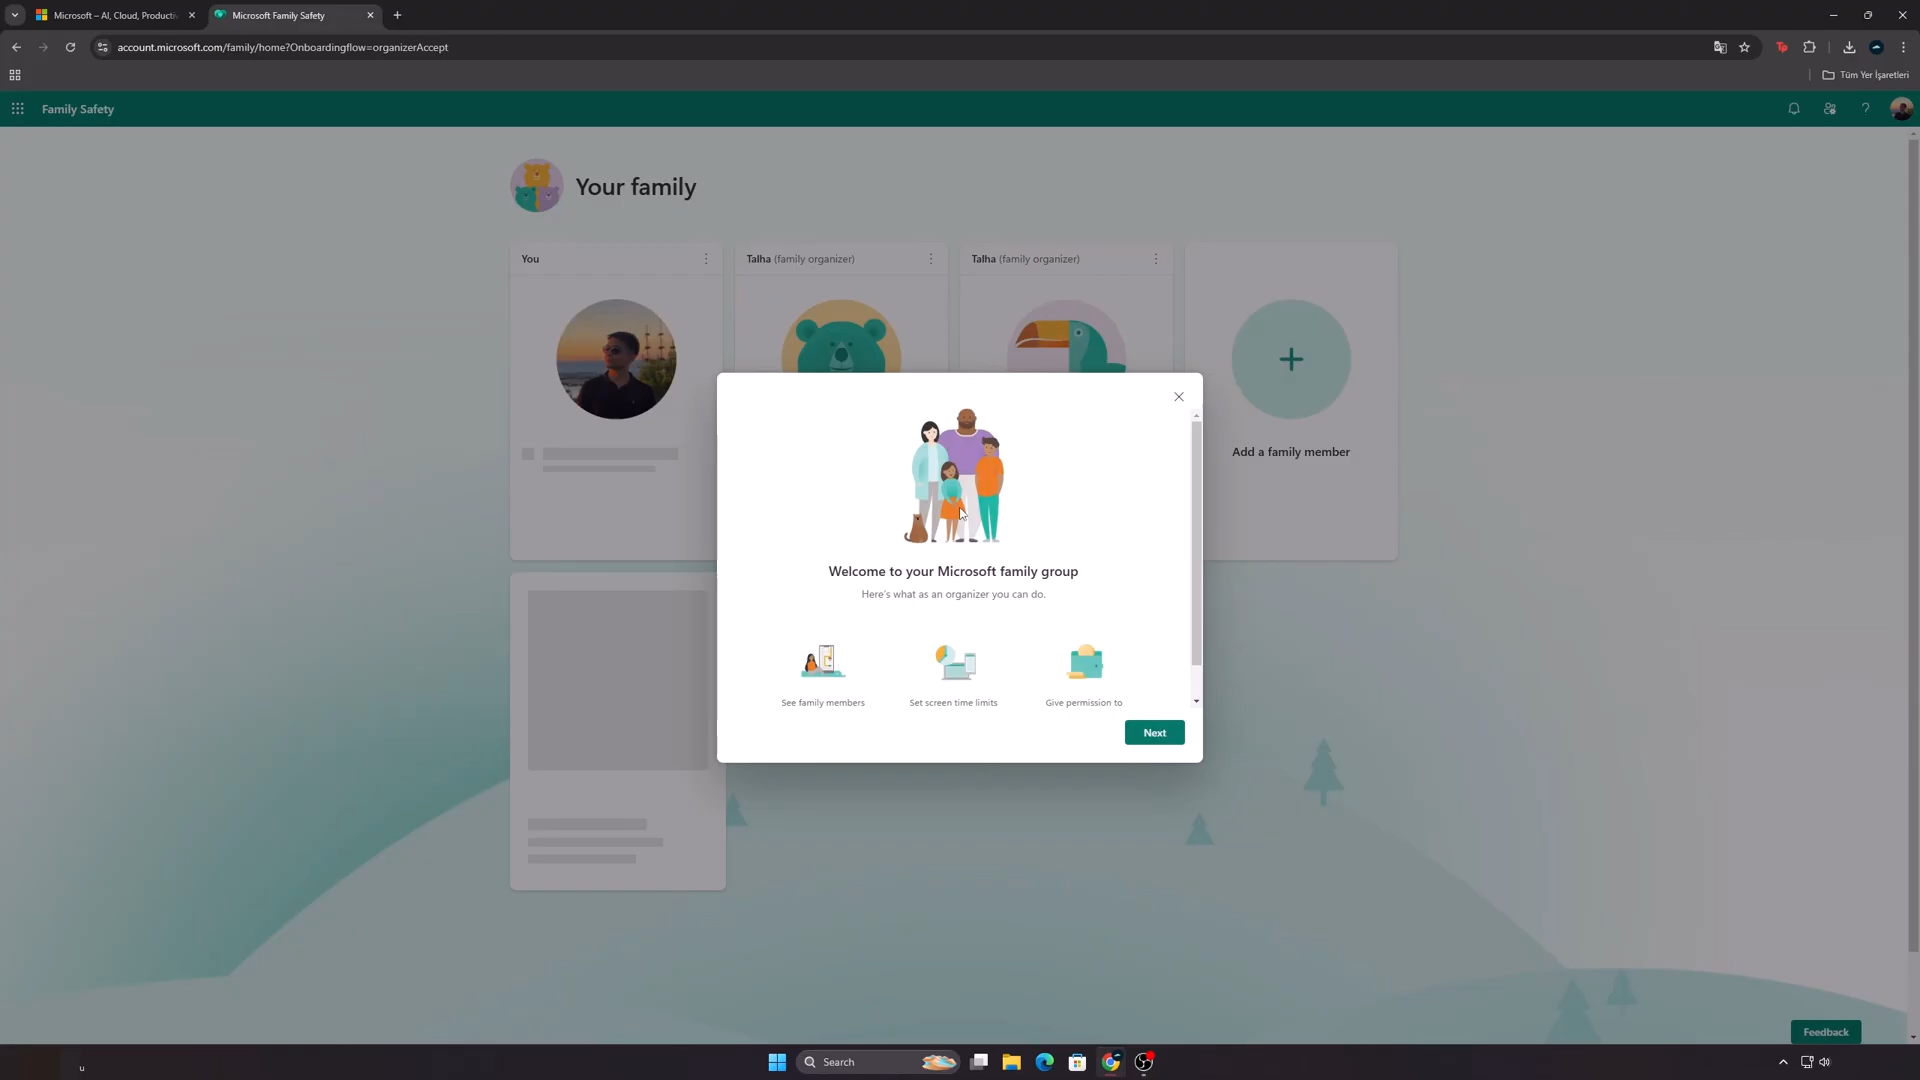 Microsoft – AI, Cloud, Productiv
Microsoft Family Safety
account.microsoft.com/family/home?Onboardingflow=organizerAccept
Tp
Tüm Yer İşaretleri
Family Safety
Your family
You
Talha (family organizer)
Talha (family organizer)
Add a family member
Welcome to your Microsoft family group
Here's what as an organizer you can do.
See family members
Set screen time limits
Give permission to
Next
Feedback
Search
u